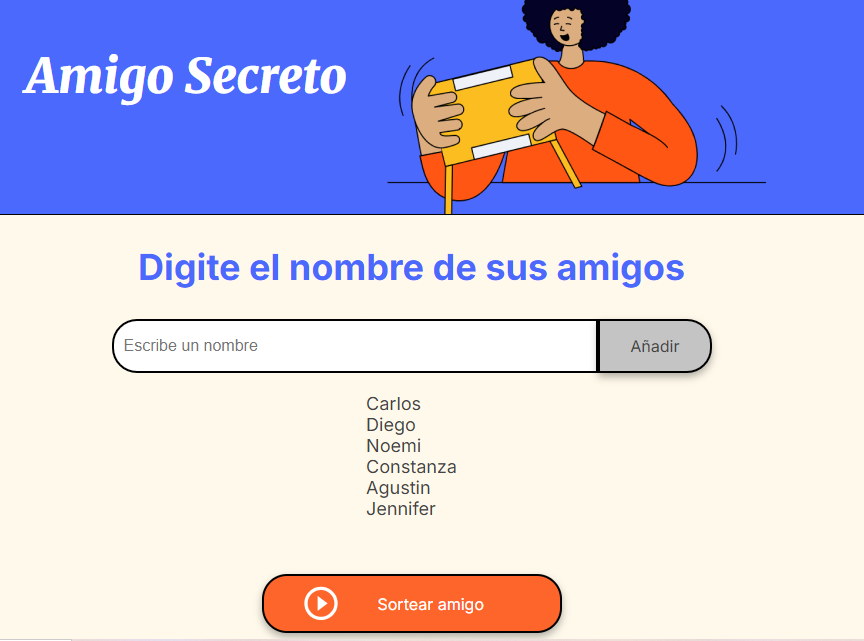 Amigo Secreto
Digite el nombre de sus amigos
Escribe un nombre
Añadir
Carlos
Diego
Noemi
Constanza
Agustin
Jennifer
Sortear amigo